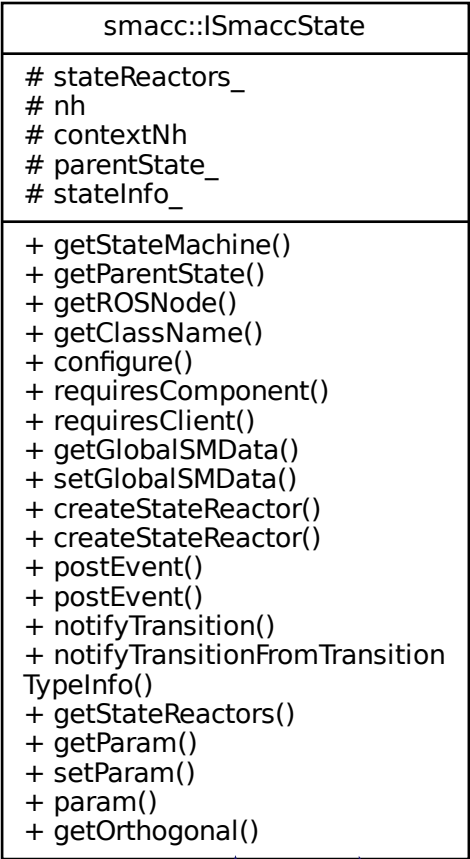 smacc::ISmaccState
# stateReactors_
# nh
# contextNh
# parentState_
# stateInfo_
+ getStateMachine()
+ getParentState()
+ getROSNode()
+ getClassName()
+ configure()
+ requiresComponent()
+ requiresClient()
+ getGlobalSMData()
+ setGlobalSMData()
+ createStateReactor()
+ createStateReactor()
+ postEvent()
+ postEvent()
+ notifyTransition()
+ notifyTransitionFromTransition
TypeInfo()
+ getStateReactors()
+ getParam()
+ setParam()
+ param()
+ getOrthogonal()